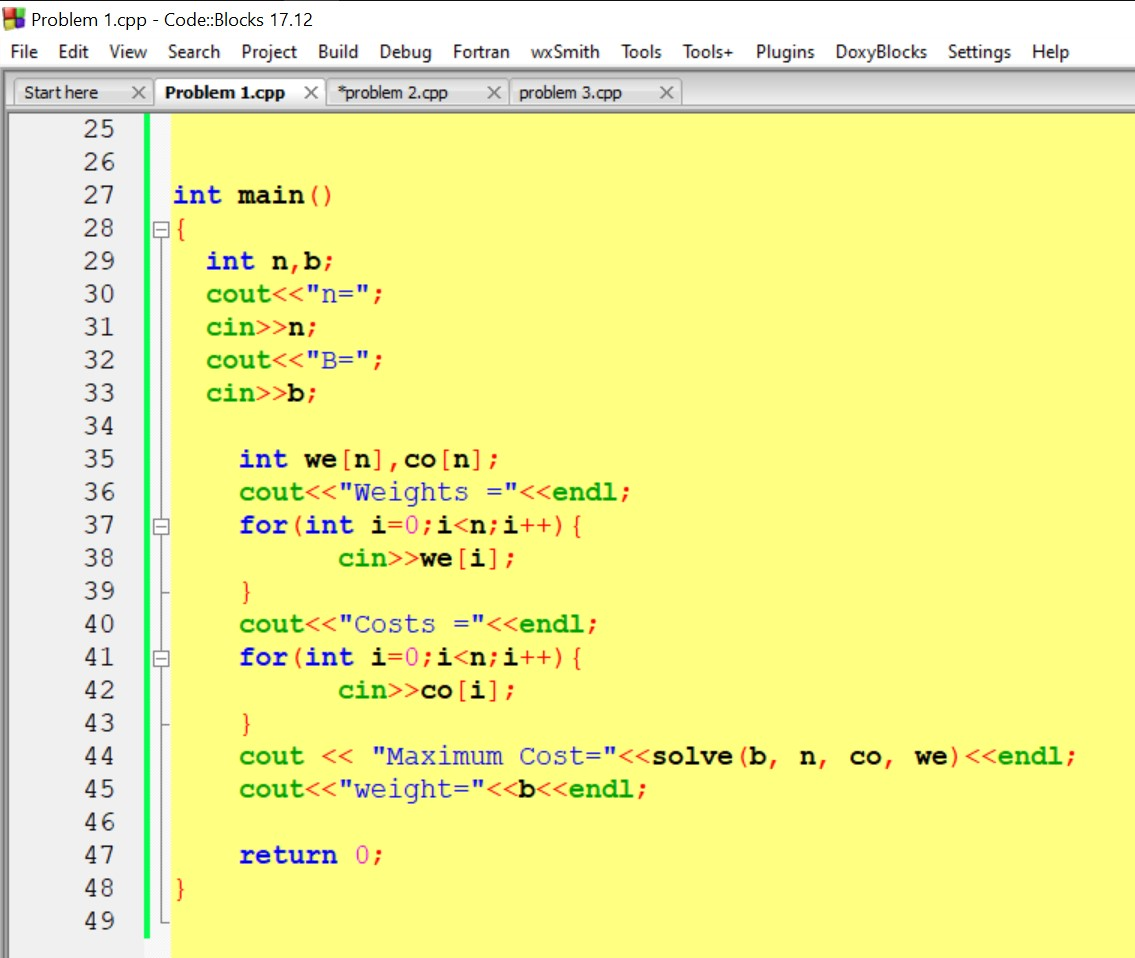 Problem 1.cpp - Code::Blocks 17.12
File Edit View Search Project Build Debug Fortran wxSmith Tools Tools+ Plugins DoxyBlocks Settings Help
Start here Problem 1.cpp *problem 2.cpp problem 3.cpp
25
26
27 int main()
28 {
29 int n,b;
30 cout<<"n=";
31 cin>>n;
32 cout<<"B=";
33 cin>>b;
34
35 int we[n],co[n];
36 cout<<"Weights ="<<endl;
37 for(int i=0;i<n;i++){
38 cin>>we[i];
39 }
40 cout<<"Costs ="<<endl;
41 for(int i=0;i<n;i++){
42 cin>>co[i];
43 }
44 cout << "Maximum Cost="<<solve(b, n, co, we)<<endl;
45 cout<<"weight="<<b<<endl;
46
47 return 0;
48 }
49